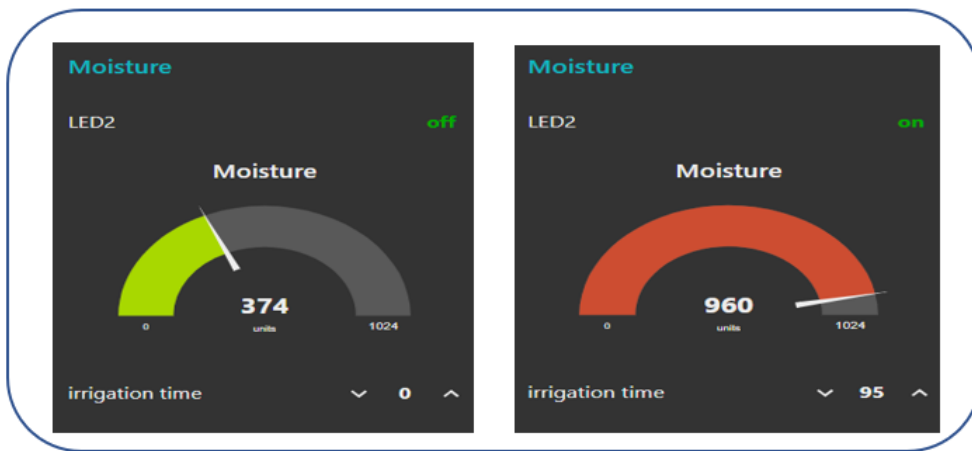 Moisture
LED2 off
Moisture
374
units
0 1024
irrigation time 0
Moisture
LED2 on
Moisture
960
units
0 1024
irrigation time 95